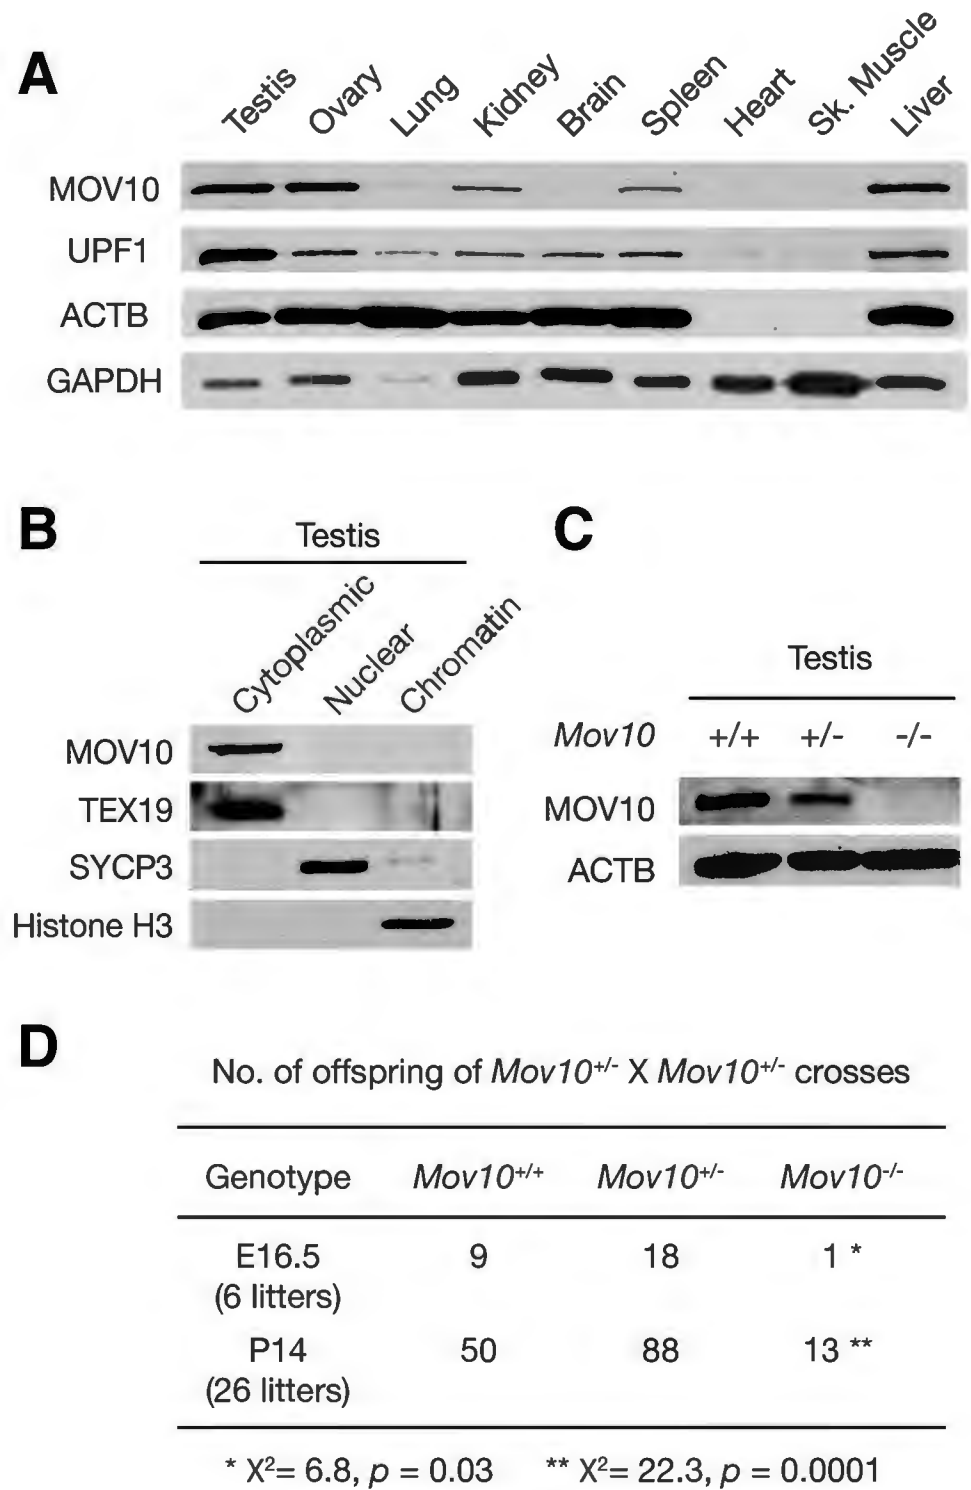 A
Testis Ovary Lung Kidney Brain Spleen Heart Sk. Muscle Liver
MOV10
UPF1
ACTB
GAPDH
B
Testis
Cytoplasmic Nuclear Chromatin
MOV10
TEX19
SYCP3
Histone H3
C
Testis
Mov10 +/+ +/- -/-
MOV10
ACTB
D
No. of offspring of Mov10+/- X Mov10+/- crosses
Genotype Mov10+/+ Mov10+/- Mov10-/-
E16.5 9 18 1 *
(6 litters)
P14 50 88 13 **
(26 litters)
* X²= 6.8, p = 0.03 ** X²= 22.3, p = 0.0001